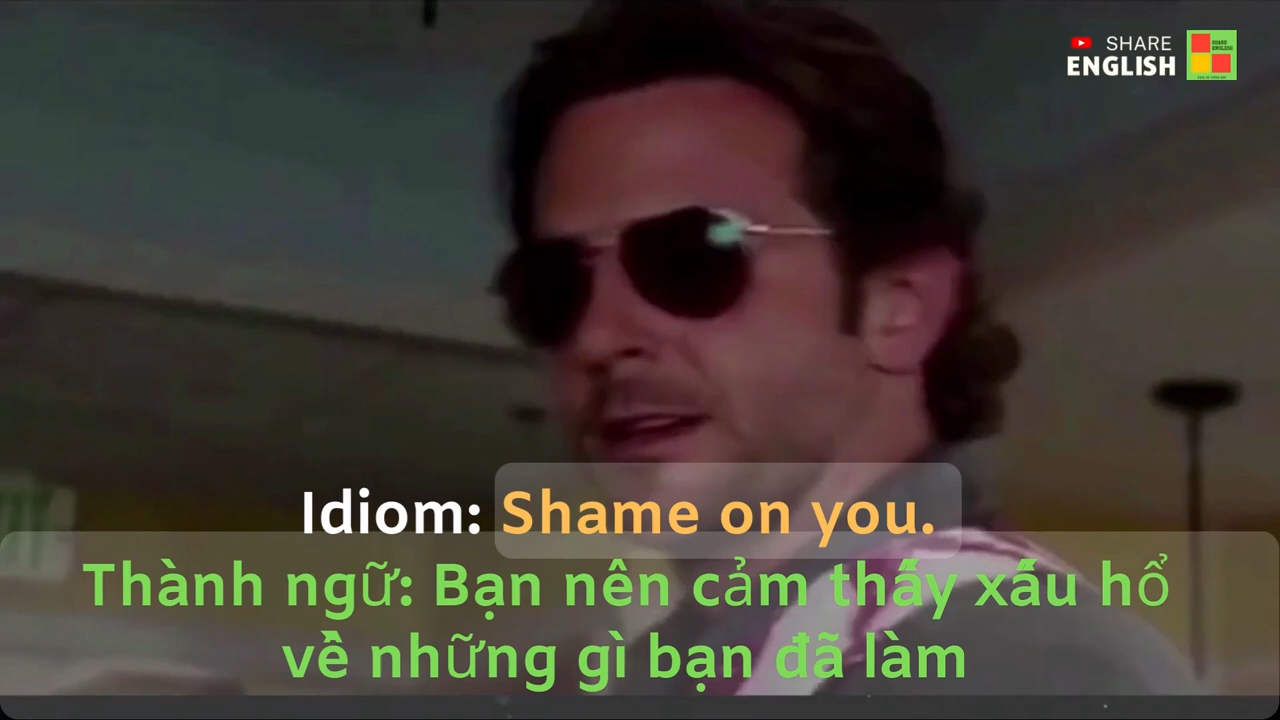 SHARE
ENGLISH
Idiom: Shame on you.
Thành ngữ: Bạn nên cảm thấy xấu hổ
về những gì bạn đã làm